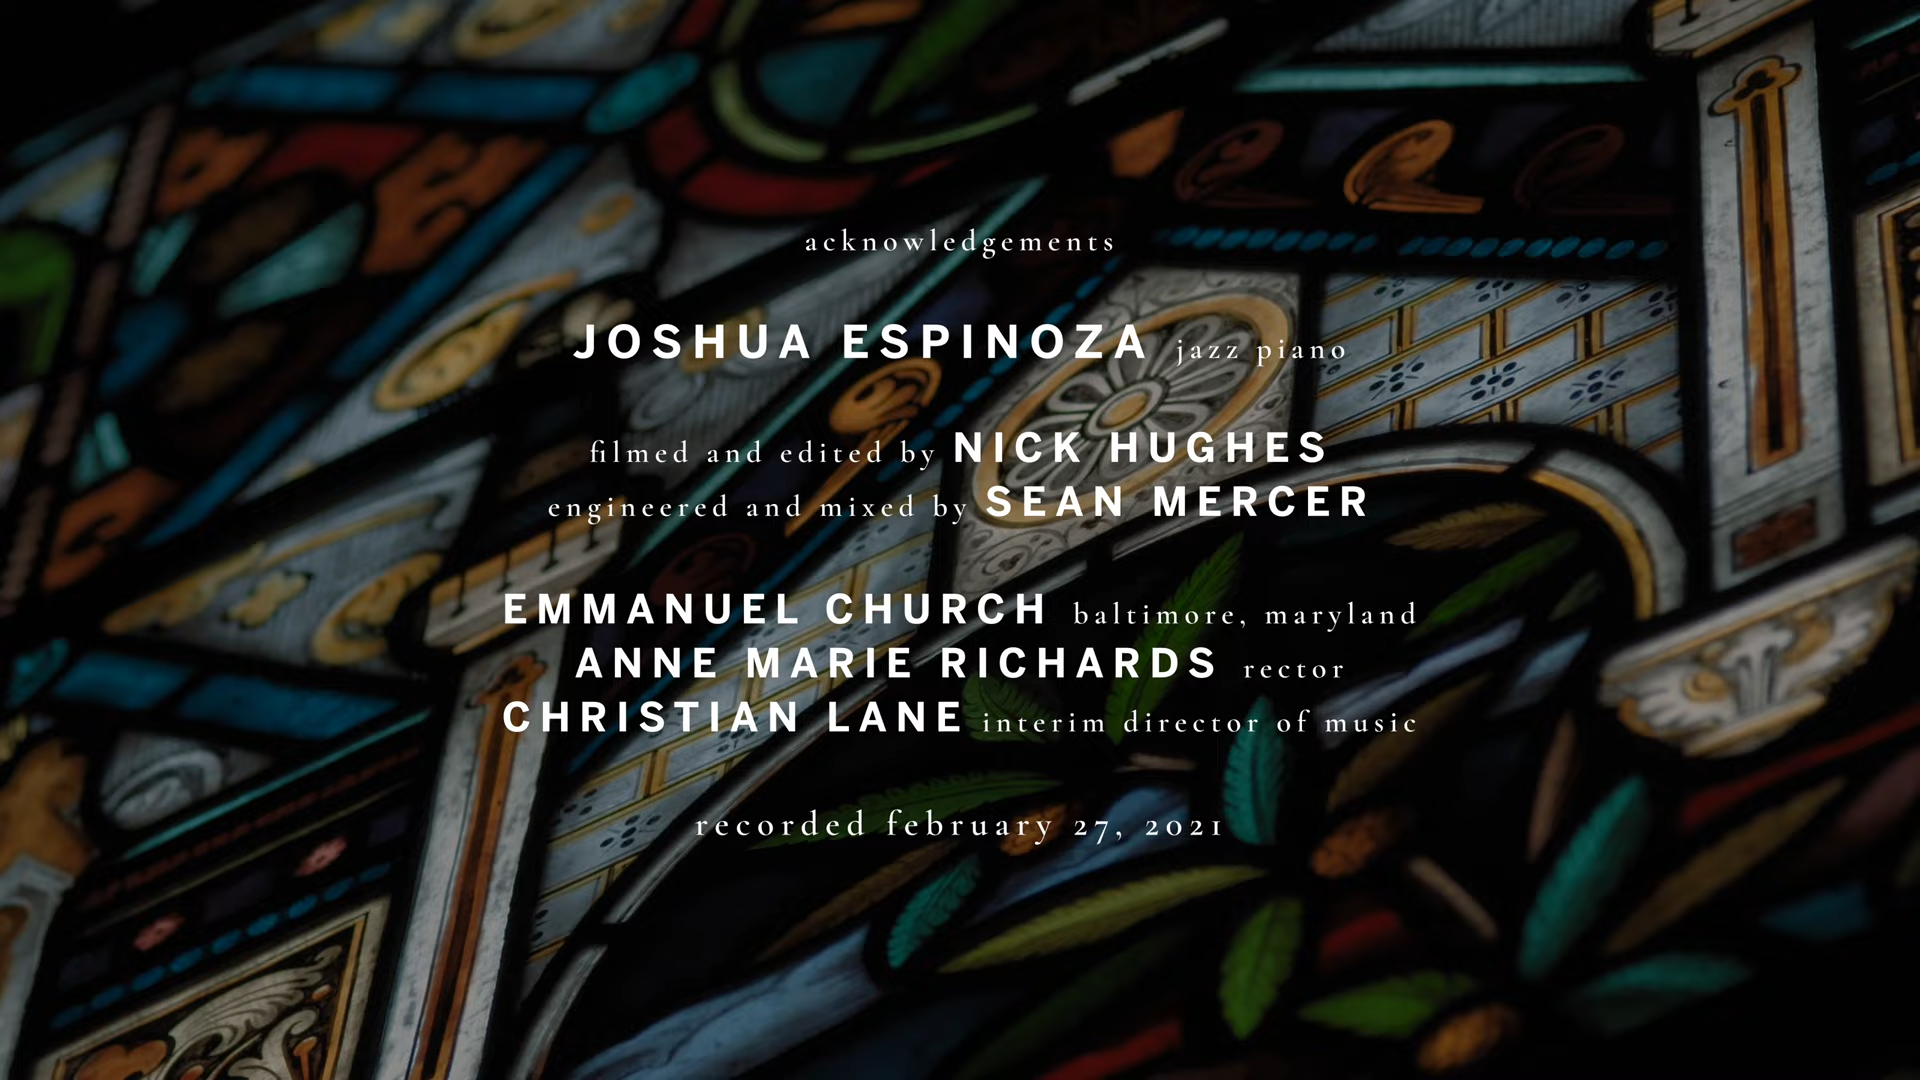 acknowledgements
JOSHUA ESPINOZA jazz piano
filmed and edited by NICK HUGHES
engineered and mixed by SEAN MERCER
EMMANUEL CHURCH baltimore, maryland
ANNE MARIE RICHARDS rector
CHRISTIAN LANE interim director of music
recorded february 27, 2021